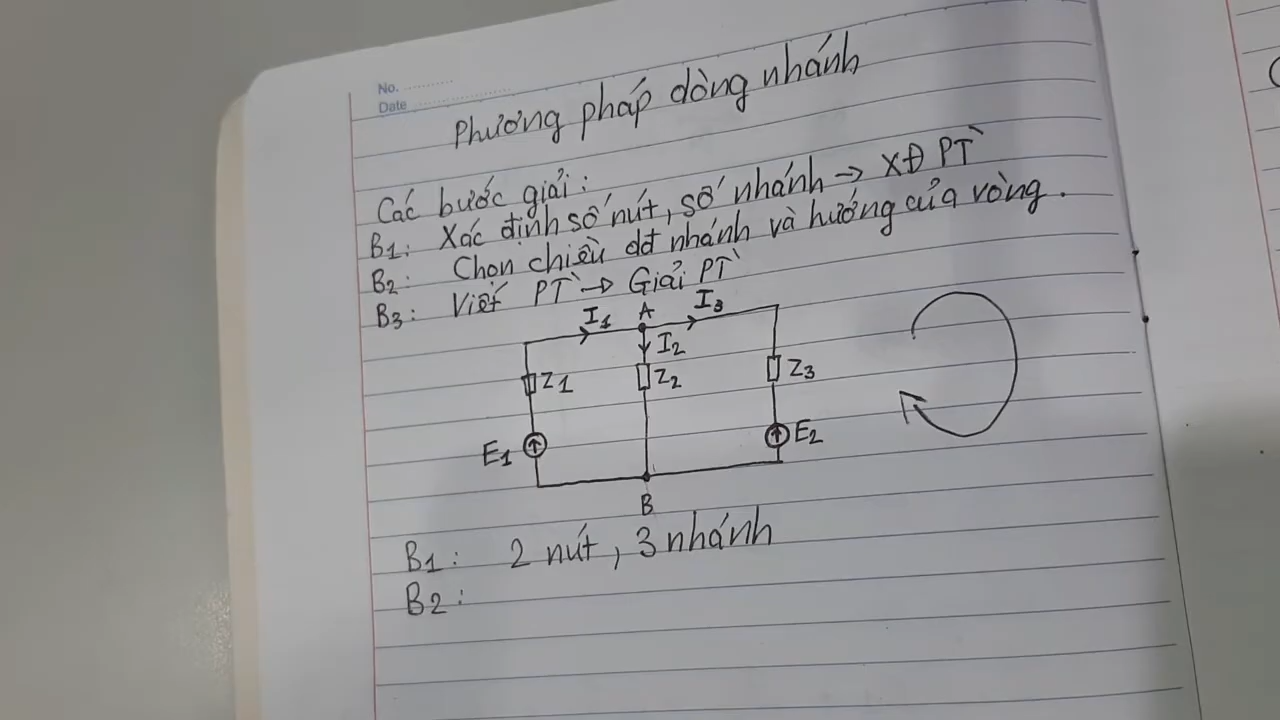 No.
Date
Phương pháp dòng nhánh
Các bước giải:
B1: Xác định số nút, số nhánh → XĐ PT
B2: Chọn chiều dđ nhánh và hướng của vòng.
B3: Viết PT → Giải PT
I1 A I3
I2
Z1 Z2 Z3
E1 E2
B
B1: 2 nút, 3 nhánh
B2: